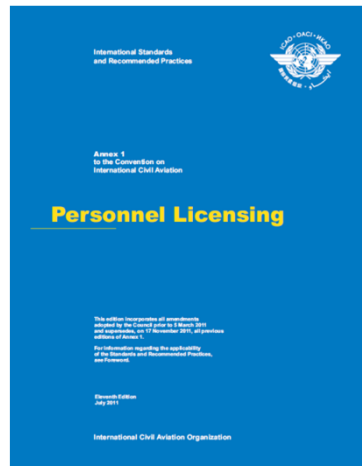 International Standards
and Recommended Practices
ICAO · OACI · ИКАО
Annex 1
to the Convention on
International Civil Aviation
Personnel Licensing
This edition incorporates all amendments
adopted by the Council prior to 5 March 2011
and supersedes, on 17 November 2011, all previous
editions of Annex 1.
For information regarding the applicability
of the Standards and Recommended Practices,
see Foreword.
Eleventh Edition
July 2011
International Civil Aviation Organization